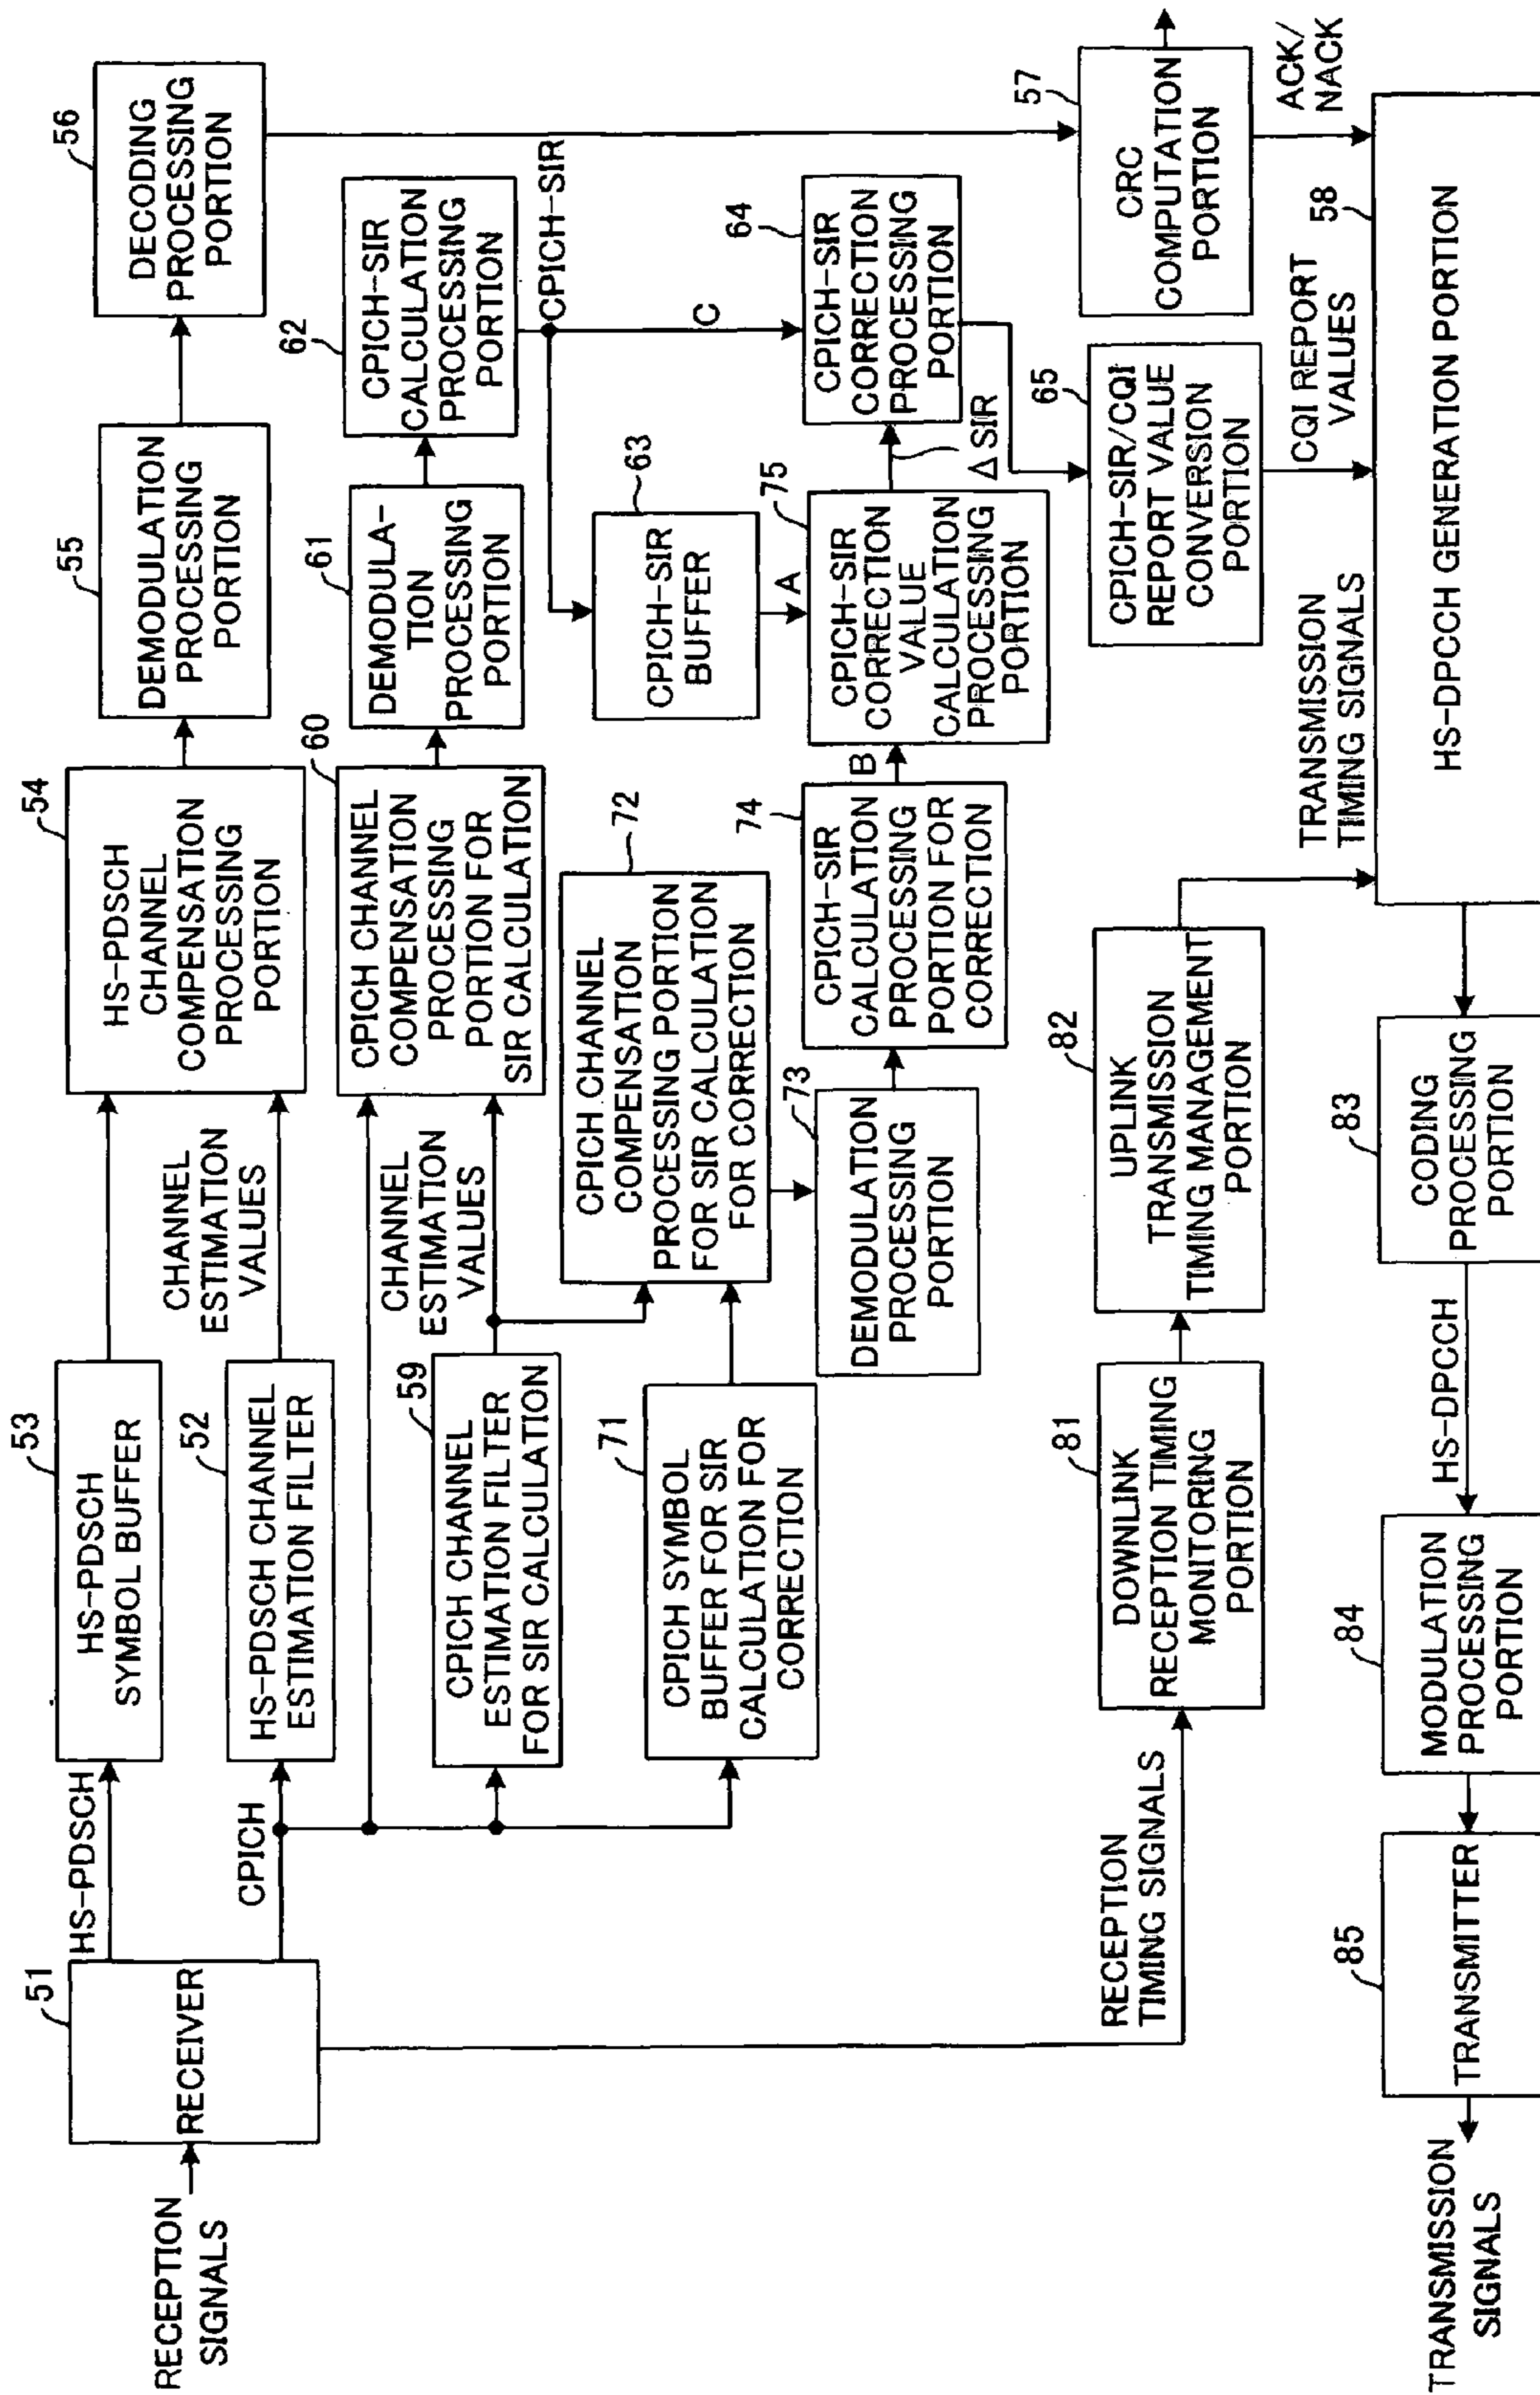 RECEPTION
SIGNALS
51
RECEIVER
HS-PDSCH
CPICH
53
HS-PDSCH
SYMBOL BUFFER
52
HS-PDSCH CHANNEL
ESTIMATION FILTER
CHANNEL
ESTIMATION
VALUES
54
HS-PDSCH
CHANNEL
COMPENSATION
PROCESSING
PORTION
55
DEMODULATION
PROCESSING
PORTION
56
DECODING
PROCESSING
PORTION
59
CPICH CHANNEL
ESTIMATION FILTER
FOR SIR CALCULATION
CHANNEL
ESTIMATION
VALUES
60
CPICH CHANNEL
COMPENSATION
PROCESSING
PORTION FOR
SIR CALCULATION
61
DEMODULA-
TION
PROCESSING
PORTION
62
CPICH-SIR
CALCULATION
PROCESSING
PORTION
CPICH-SIR
71
CPICH SYMBOL
BUFFER FOR SIR
CALCULATION FOR
CORRECTION
72
CPICH CHANNEL
COMPENSATION
PROCESSING PORTION
FOR SIR CALCULATION
FOR CORRECTION
63
CPICH-SIR
BUFFER
A
C
73
DEMODULATION
PROCESSING
PORTION
74
CPICH-SIR
CALCULATION
PROCESSING
PORTION FOR
CORRECTION
B
75
CPICH-SIR
CORRECTION
VALUE
CALCULATION
PROCESSING
PORTION
ΔSIR
64
CPICH-SIR
CORRECTION
PROCESSING
PORTION
RECEPTION
TIMING SIGNALS
81
DOWNLINK
RECEPTION TIMING
MONITORING
PORTION
82
UPLINK
TRANSMISSION
TIMING MANAGEMENT
PORTION
65
CPICH-SIR/CQI
REPORT VALUE
CONVERSION
PORTION
57
CRC
COMPUTATION
PORTION
TRANSMISSION
TIMING SIGNALS
CQI REPORT
VALUES
ACK/
NACK
58
HS-DPCCH GENERATION PORTION
TRANSMISSION
SIGNALS
85
TRANSMITTER
84
MODULATION
PROCESSING
PORTION
HS-DPCCH
83
CODING
PROCESSING
PORTION